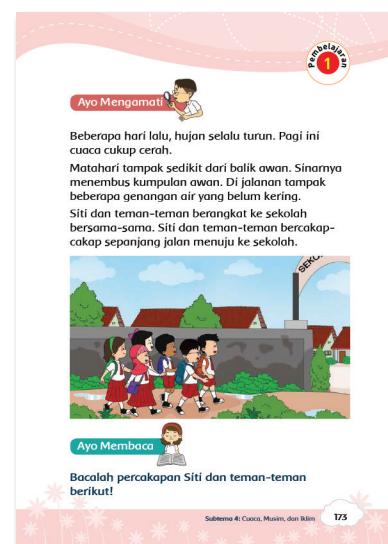 Pembelajaran
1
Ayo Mengamati
Beberapa hari lalu, hujan selalu turun. Pagi ini
cuaca cukup cerah.
Matahari tampak sedikit dari balik awan. Sinarnya
menembus kumpulan awan. Di jalanan tampak
beberapa genangan air yang belum kering.
Siti dan teman-teman berangkat ke sekolah
bersama-sama. Siti dan teman-teman bercakap-
cakap sepanjang jalan menuju ke sekolah.
SEKO
Ayo Membaca
Bacalah percakapan Siti dan teman-teman
berikut!
Subtema 4: Cuaca, Musim, dan Iklim
173